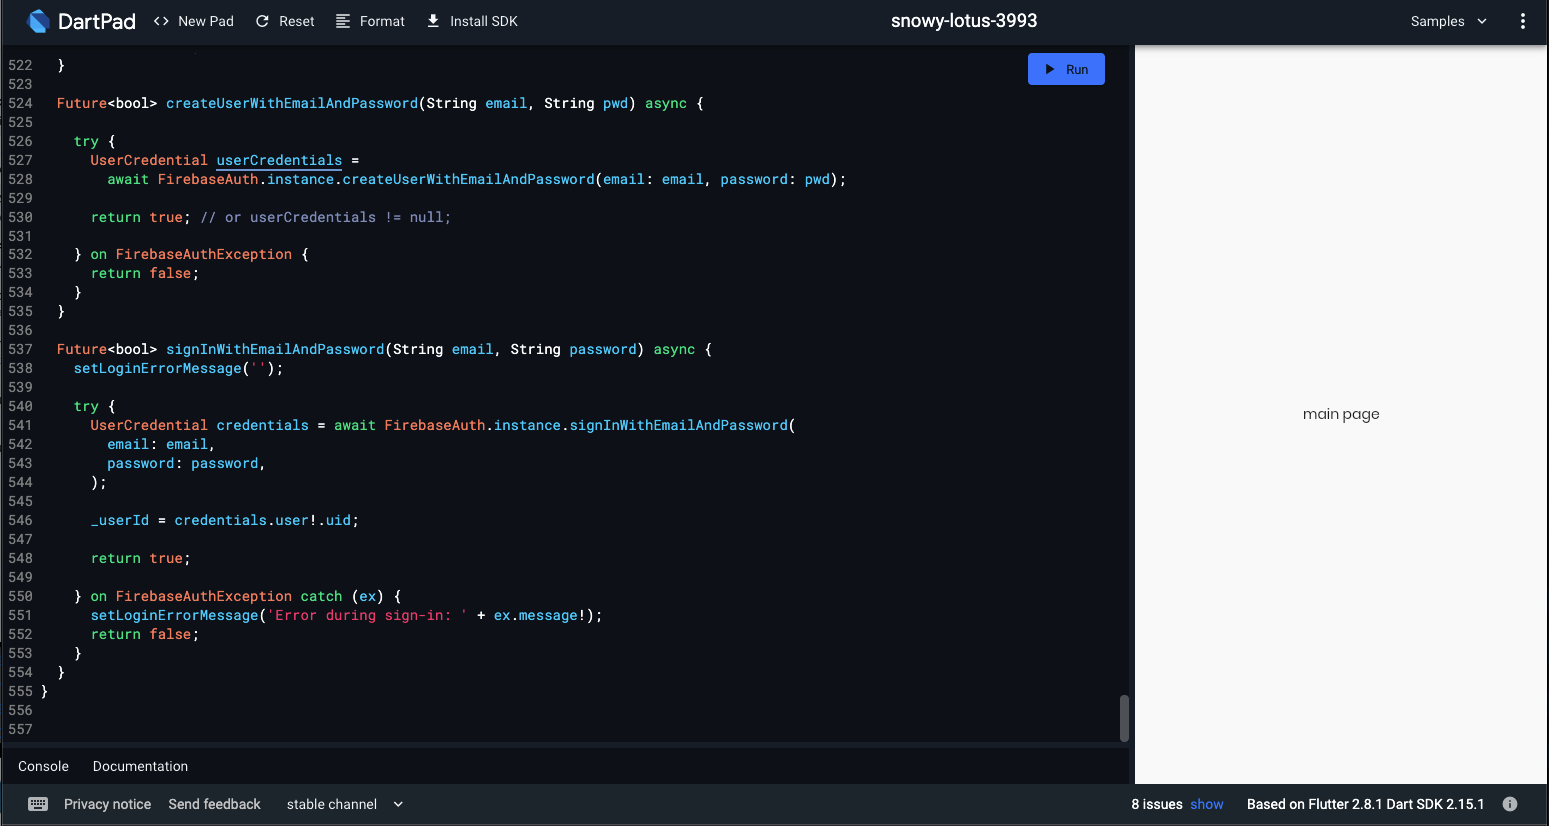 DartPad <> New Pad Reset Format Install SDK snowy-lotus-3993 Samples
Run
522 }
523
524 Future<bool> createUserWithEmailAndPassword(String email, String pwd) async {
525
526 try {
527 UserCredential userCredentials =
528 await FirebaseAuth.instance.createUserWithEmailAndPassword(email: email, password: pwd);
529
530 return true; // or userCredentials != null;
531
532 } on FirebaseAuthException {
533 return false;
534 }
535 }
536
537 Future<bool> signInWithEmailAndPassword(String email, String password) async {
538 setLoginErrorMessage('');
539
540 try {
541 UserCredential credentials = await FirebaseAuth.instance.signInWithEmailAndPassword(
542 email: email,
543 password: password,
544 );
545
546 _userId = credentials.user!.uid;
547
548 return true;
549
550 } on FirebaseAuthException catch (ex) {
551 setLoginErrorMessage('Error during sign-in: ' + ex.message!);
552 return false;
553 }
554 }
555 }
556
557
main page
Console Documentation
Privacy notice Send feedback stable channel 8 issues show Based on Flutter 2.8.1 Dart SDK 2.15.1